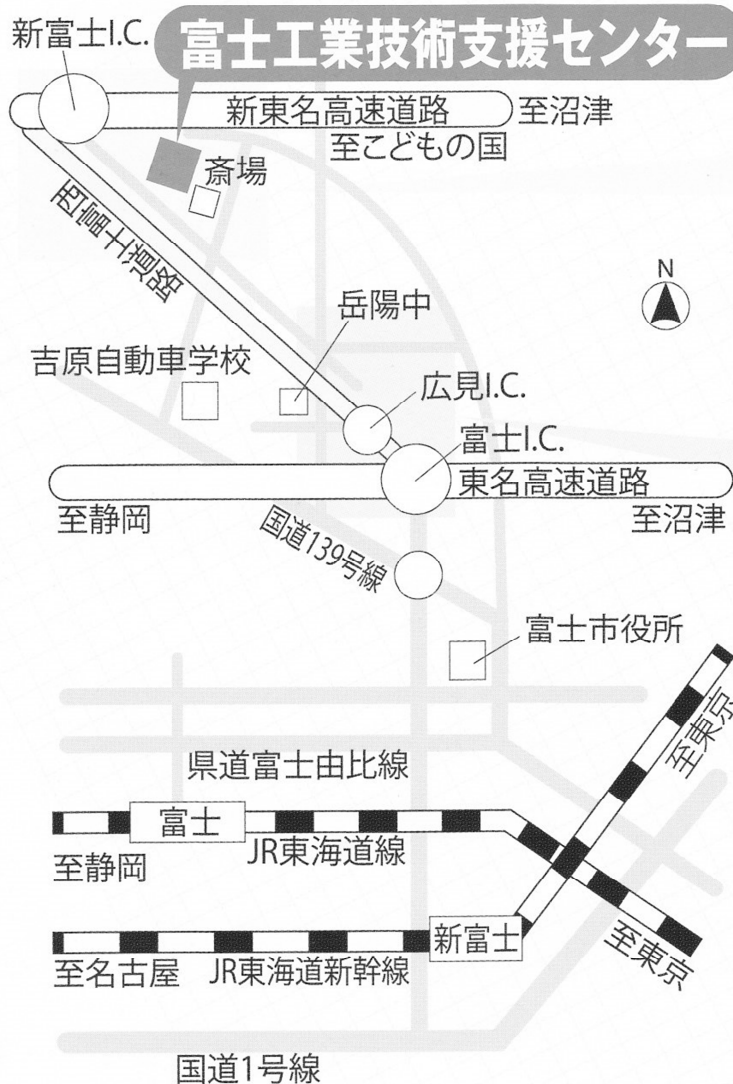 新富士I.C.
富士工業技術支援センター
新東名高速道路
至沼津
至こどもの国
斎場
西富士道路
N
岳陽中
吉原自動車学校
広見I.C.
富士I.C.
東名高速道路
至静岡
至沼津
国道139号線
富士市役所
至東京
県道富士由比線
富士
至静岡
JR東海道線
新富士
至名古屋
JR東海道新幹線
至東京
国道1号線